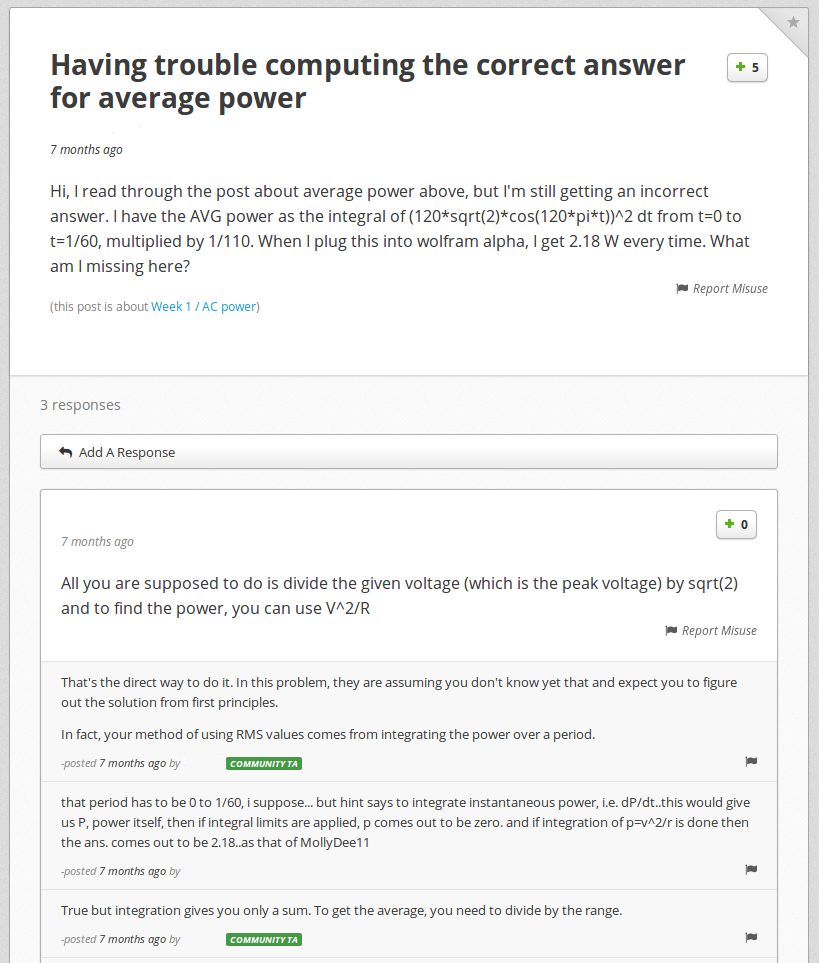 Having trouble computing the correct answer
for average power
+ 5
7 months ago
Hi, I read through the post about average power above, but I'm still getting an incorrect
answer. I have the AVG power as the integral of (120*sqrt(2)*cos(120*pi*t))^2 dt from t=0 to
t=1/60, multiplied by 1/110. When I plug this into wolfram alpha, I get 2.18 W every time. What
am I missing here?
Report Misuse
(this post is about Week 1 / AC power)
3 responses
Add A Response
+ 0
7 months ago
All you are supposed to do is divide the given voltage (which is the peak voltage) by sqrt(2)
and to find the power, you can use V^2/R
Report Misuse
That's the direct way to do it. In this problem, they are assuming you don't know yet that and expect you to figure
out the solution from first principles.
In fact, your method of using RMS values comes from integrating the power over a period.
-posted 7 months ago by COMMUNITY TA
that period has to be 0 to 1/60, i suppose... but hint says to integrate instantaneous power, i.e. dP/dt..this would give
us P, power itself, then if integral limits are applied, p comes out to be zero. and if integration of p=v^2/r is done then
the ans. comes out to be 2.18..as that of MollyDee11
-posted 7 months ago by
True but integration gives you only a sum. To get the average, you need to divide by the range.
-posted 7 months ago by COMMUNITY TA